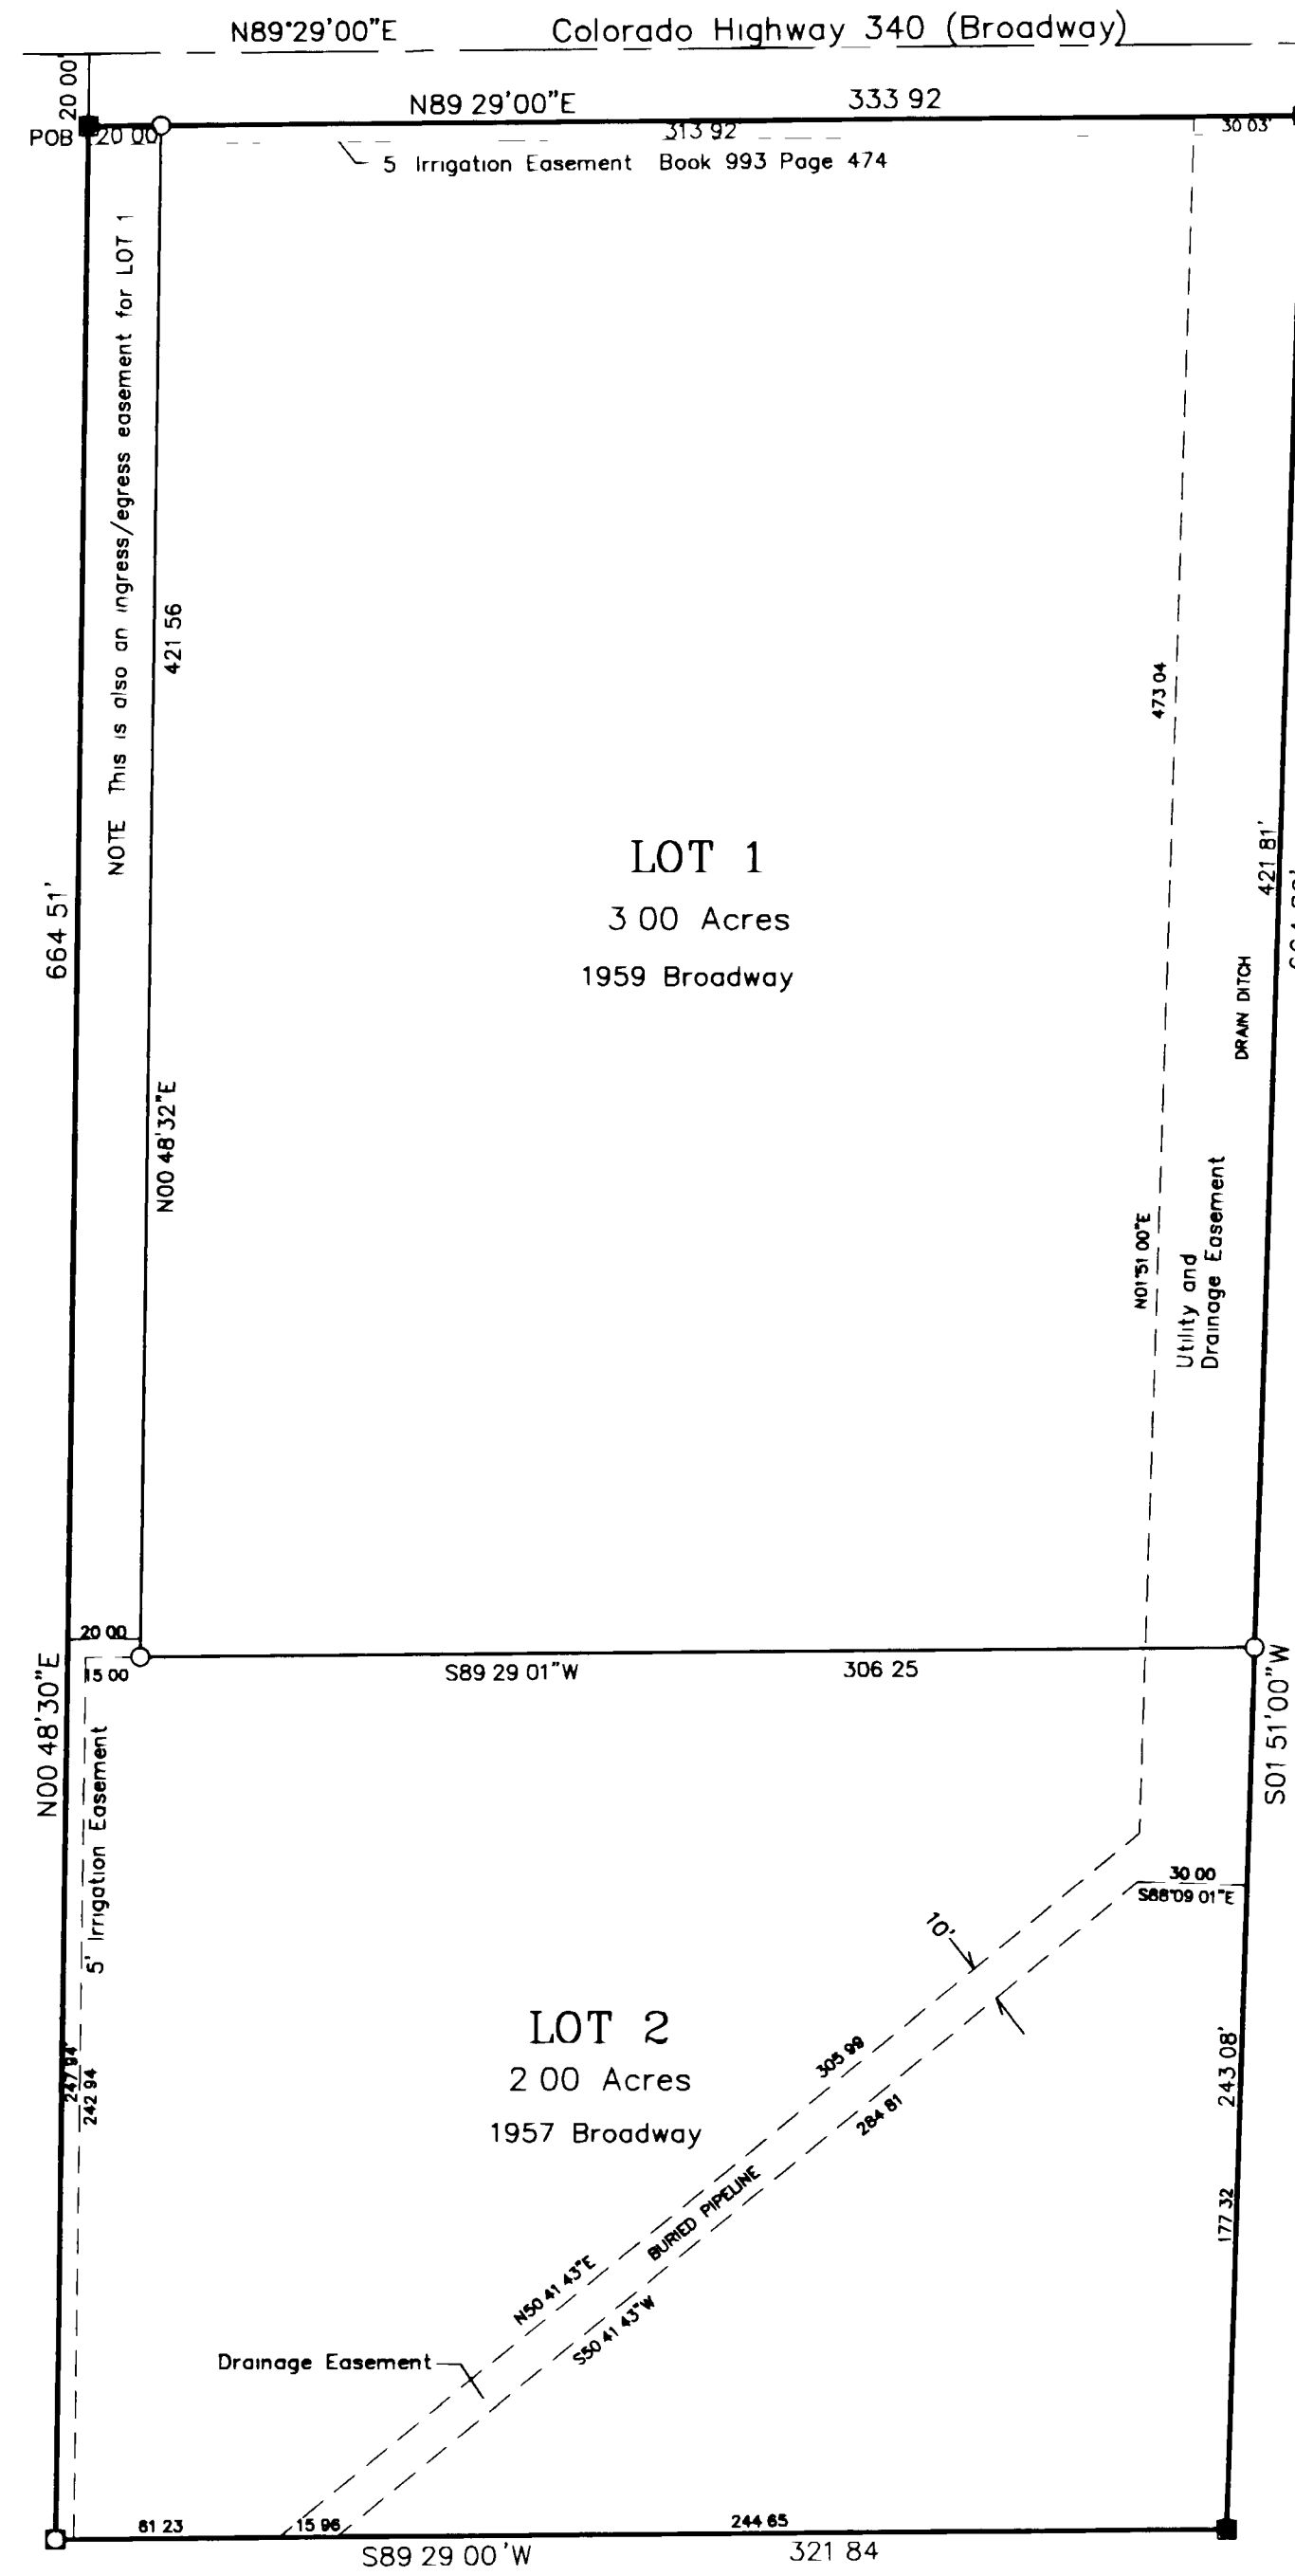 N89°29'00"E Colorado Highway 340 (Broadway)
20 00'
N89 29'00"E 333 92
POB 20 00 313 92 30 03'
5 Irrigation Easement Book 993 Page 474
NOTE This is also an ingress/egress easement for LOT 1
421 56
473 04
LOT 1
3 00 Acres
1959 Broadway
664 51'
421 81'
DRAIN DITCH
N00 48'32"E
N01°51 00"E
Utility and
Drainage Easement
20 00
15 00
S89 29 01"W 306 25
N00 48'30"E
S01 51'00"W
5' Irrigation Easement
30 00
S88°09 01"E
10'
LOT 2
2 00 Acres
1957 Broadway
247 94'
242 94
305 99
284 81
243 08'
177 32
BURIED PIPELINE
N50 41 43"E
S50 41 43"W
Drainage Easement
61 23 15 96 244 65
S89 29 00'W 321 84